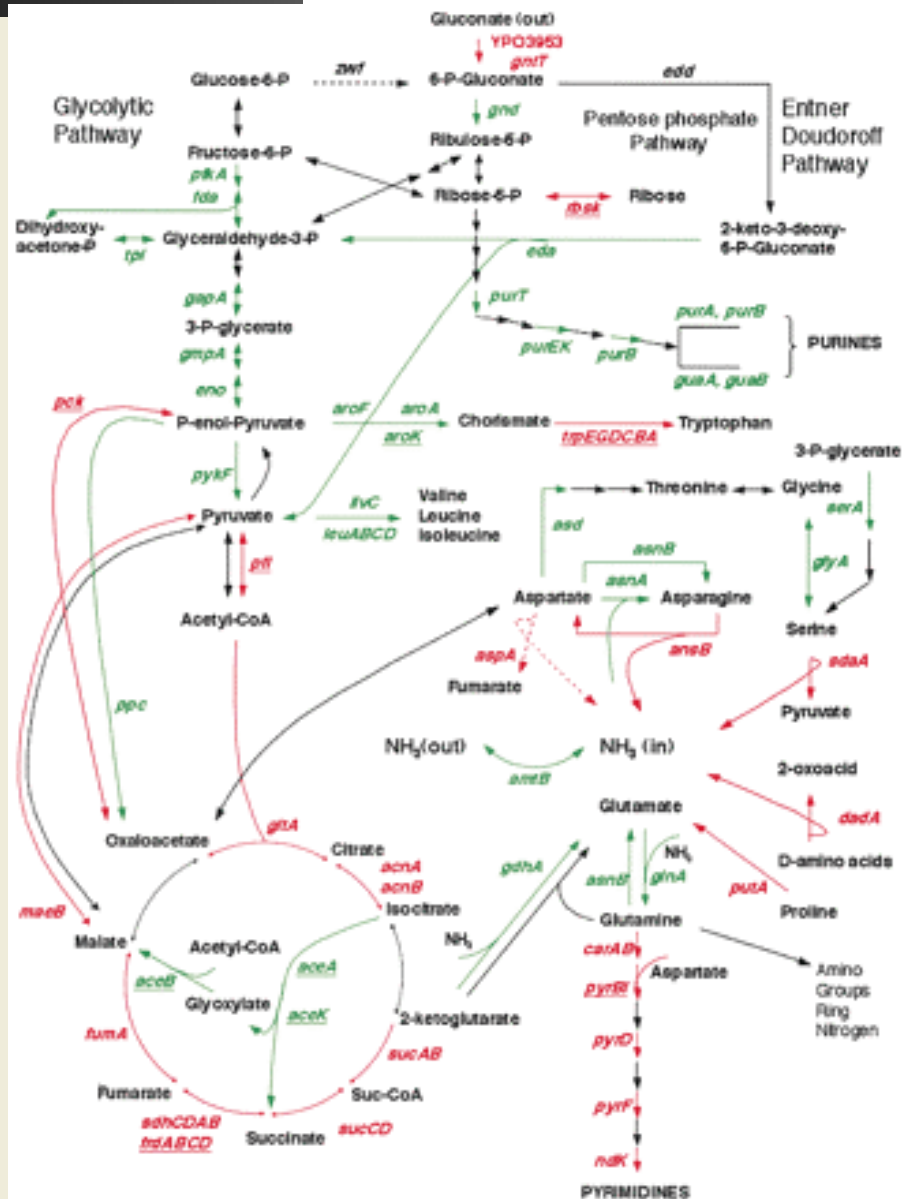 Gluconate (out)
YPO3953
gntT
Glucose-6-P
zwf
6-P-Gluconate
edd
Glycolytic
Pathway
gnd
Pentose phosphate
Pathway
Entner
Doudoroff
Pathway
Ribulose-6-P
Fructose-6-P
pfkA
fda
Ribose-6-P
rbsk
Ribose
Dihydroxy-
acetone-P
tpi
Glyceraldehyde-3-P
eda
2-keto-3-deoxy-
6-P-Gluconate
gapA
purT
purA, purB
3-P-glycerate
purEK
purB
PURINES
gmpA
guaA, guaB
eno
pck
P-enol-Pyruvate
aroF
aroA
aroK
Chorismate
trpEGDCBA
Tryptophan
3-P-glycerate
pykF
Pyruvate
ilvC
leuABCD
Valine
Leucine
Isoleucine
Threonine
Glycine
serA
asd
asnB
glyA
pfl
asnA
Acetyl-CoA
Aspartate
Asparagine
Serine
aspA
ansB
sdaA
Fumarate
ppc
Pyruvate
NH3(out)
NH3 (in)
amtB
2-oxoacid
Glutamate
Oxaloacetate
gltA
Citrate
dadA
acnA
acnB
gdhA
NH3
asnB
glnA
D-amino acids
putA
maeB
Isocitrate
Glutamine
Proline
Malate
Acetyl-CoA
NH3
carAB
aceA
Aspartate
aceB
Glyoxylate
pyrBI
Amino
Groups
Ring
Nitrogen
aceK
2-ketoglutarate
fumA
sucAB
pyrD
Fumarate
Suc-CoA
sdhCDAB
frdABCD
Succinate
sucCD
pyrF
ndK
PYRIMIDINES